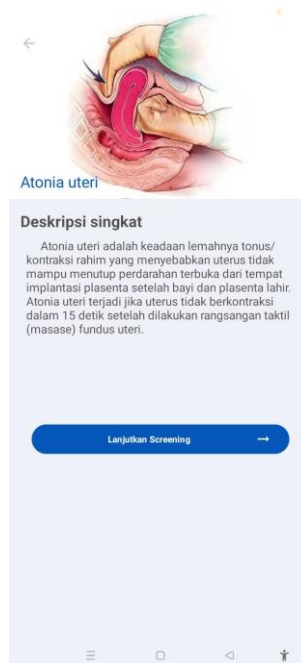 Atonia uteri
Deskripsi singkat
Atonia uteri adalah keadaan lemahnya tonus/
kontraksi rahim yang menyebabkan uterus tidak
mampu menutup perdarahan terbuka dari tempat
implantasi plasenta setelah bayi dan plasenta lahir.
Atonia uteri terjadi jika uterus tidak berkontraksi
dalam 15 detik setelah dilakukan rangsangan taktil
(masase) fundus uteri.
Lanjutkan Screening